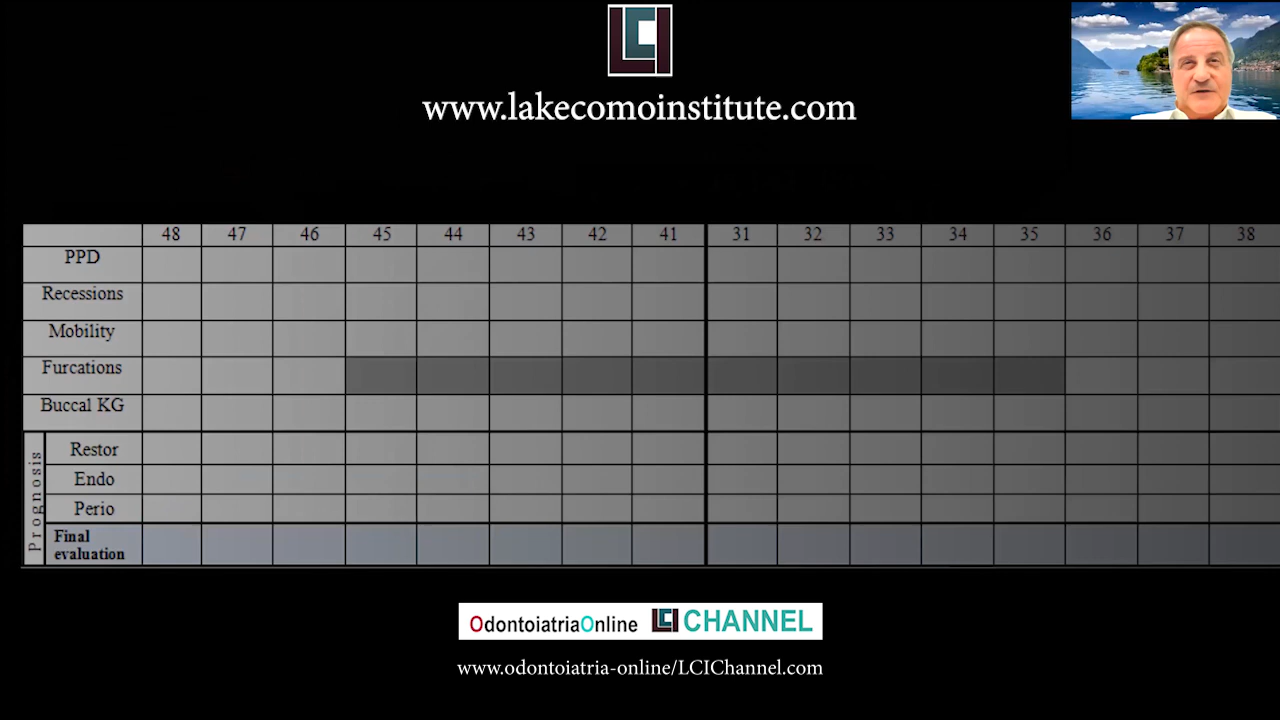 LCI
www.lakecomoinstitute.com
48 47 46 45 44 43 42 41 31 32 33 34 35 36 37 38
PPD
Recessions
Mobility
Furcations
Buccal KG
Prognosis
Restor
Endo
Perio
Final
evaluation
OdontoiatriaOnline LCI CHANNEL
www.odontoiatria-online/LCIChannel.com